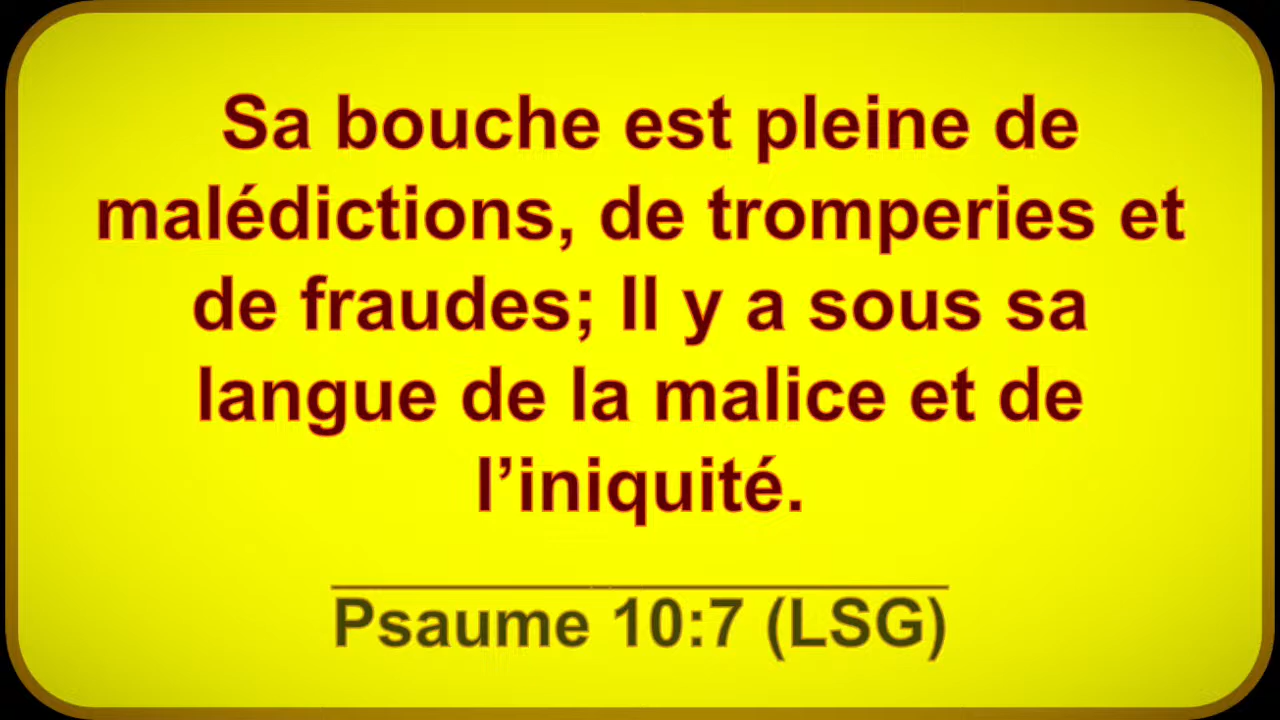 Sa bouche est pleine de
malédictions, de tromperies et
de fraudes; Il y a sous sa
langue de la malice et de
l’iniquité.
Psaume 10:7 (LSG)